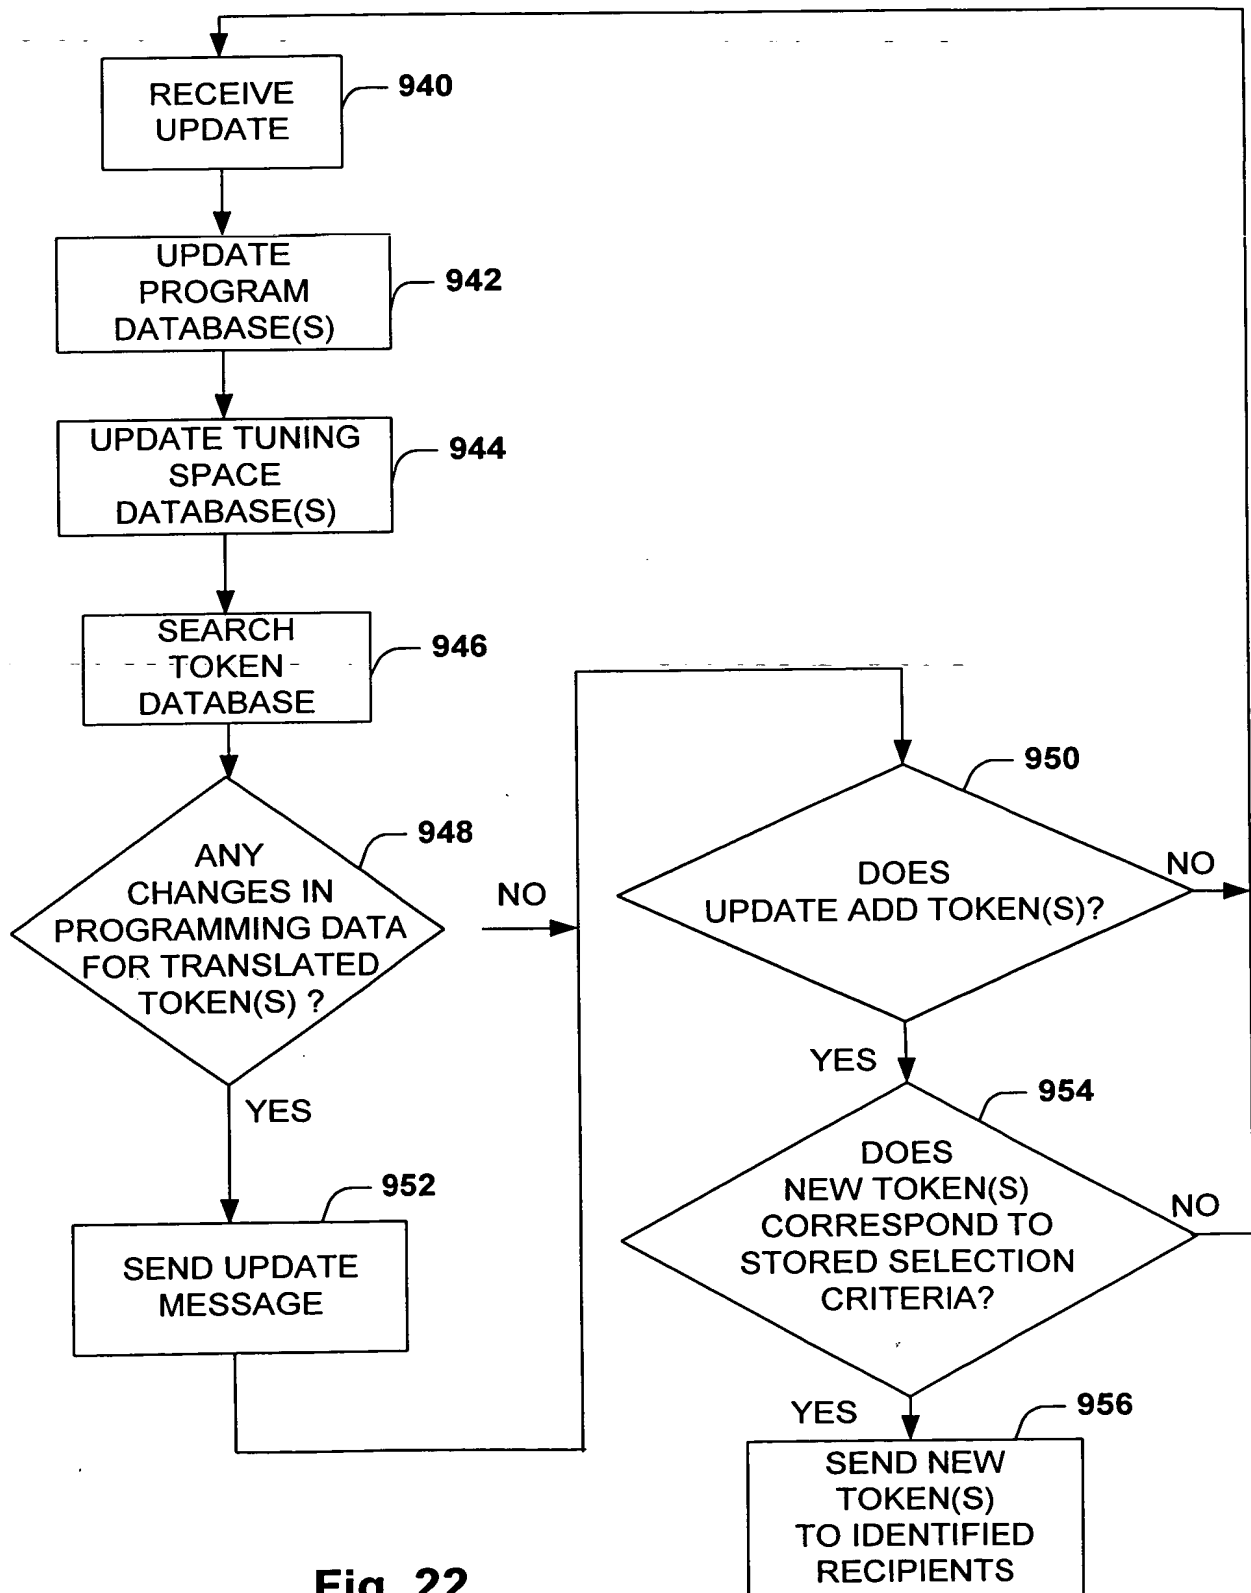 RECEIVE
UPDATE
940
UPDATE
PROGRAM
DATABASE(S)
942
UPDATE TUNING
SPACE
DATABASE(S)
944
SEARCH
TOKEN
DATABASE
946
ANY
CHANGES IN
PROGRAMMING DATA
FOR TRANSLATED
TOKEN(S) ?
948
NO
YES
952
SEND UPDATE
MESSAGE
950
DOES
UPDATE ADD TOKEN(S)?
NO
YES
954
DOES
NEW TOKEN(S)
CORRESPOND TO
STORED SELECTION
CRITERIA?
NO
YES
956
SEND NEW
TOKEN(S)
TO IDENTIFIED
RECIPIENTS
Fig. 22